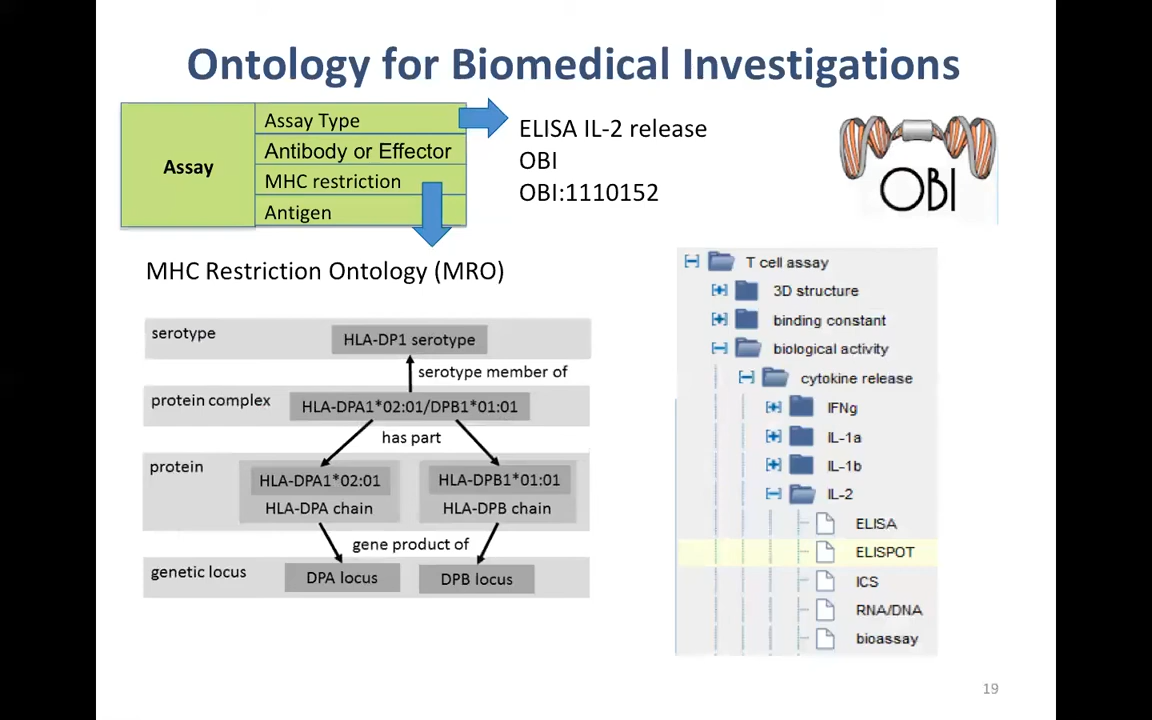 Ontology for Biomedical Investigations
Assay
Assay Type
Antibody or Effector
MHC restriction
Antigen
ELISA IL-2 release
OBI
OBI:1110152
OBI
MHC Restriction Ontology (MRO)
serotype
HLA-DP1 serotype
serotype member of
protein complex
HLA-DPA1*02:01/DPB1*01:01
has part
protein
HLA-DPA1*02:01
HLA-DPA chain
HLA-DPB1*01:01
HLA-DPB chain
gene product of
genetic locus
DPA locus
DPB locus
T cell assay
3D structure
binding constant
biological activity
cytokine release
IFNg
IL-1a
IL-1b
IL-2
ELISA
ELISPOT
ICS
RNA/DNA
bioassay
19